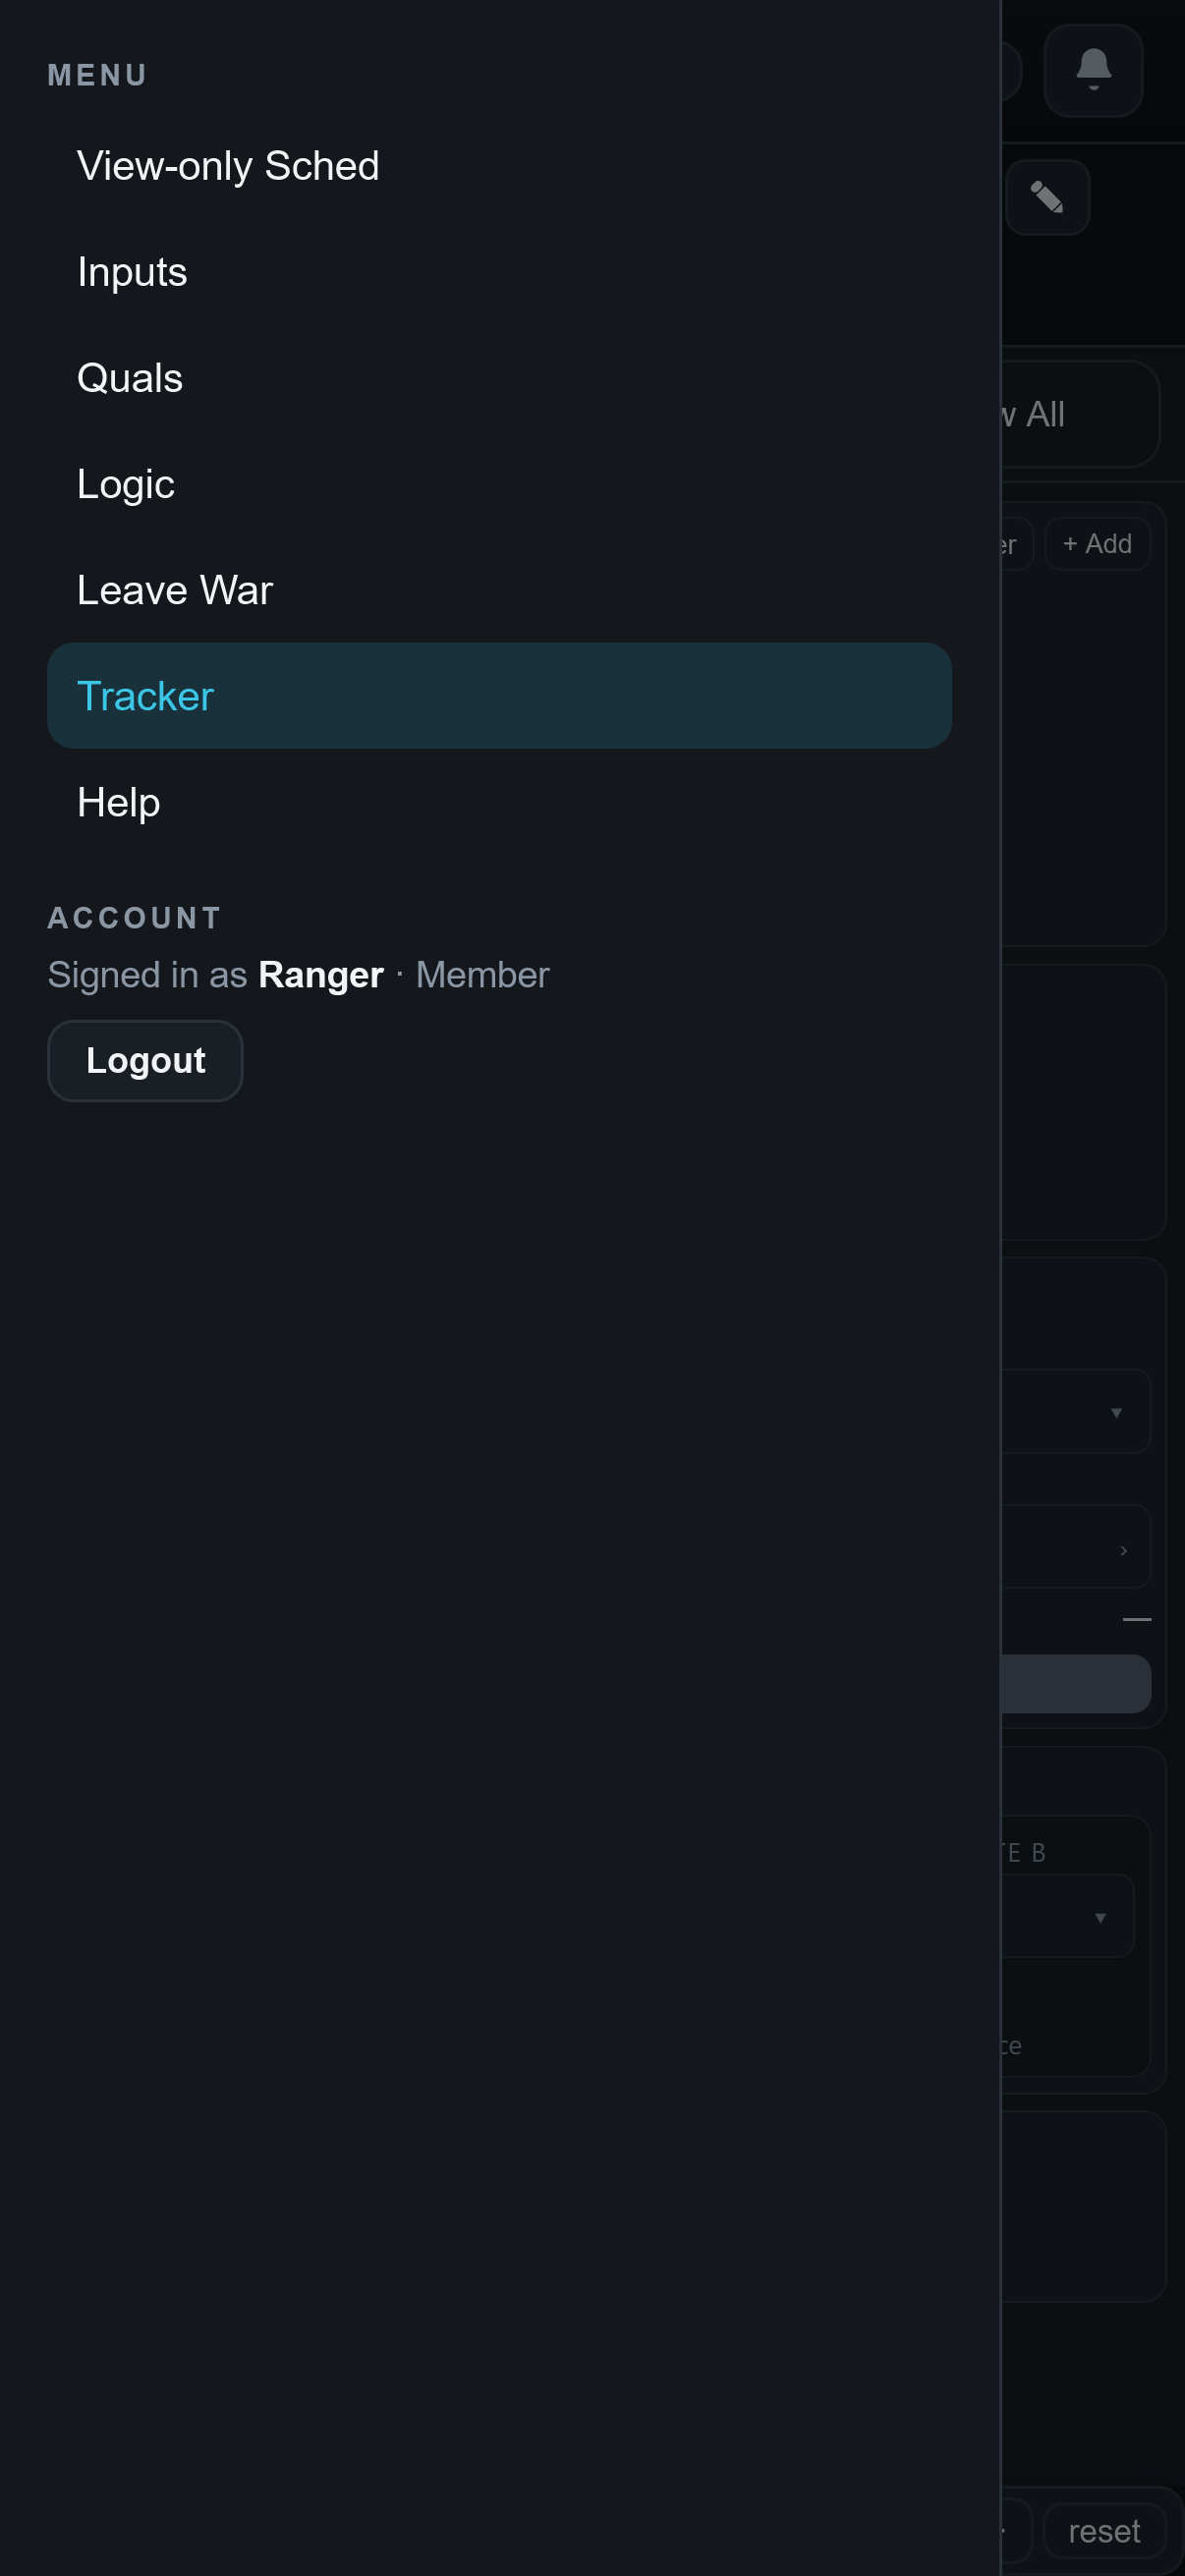 MENU
View-only Sched
Inputs
Quals
Logic
Leave War
Tracker
Help
ACCOUNT
Signed in as Ranger · Member
Logout
All
+ Add
B
reset